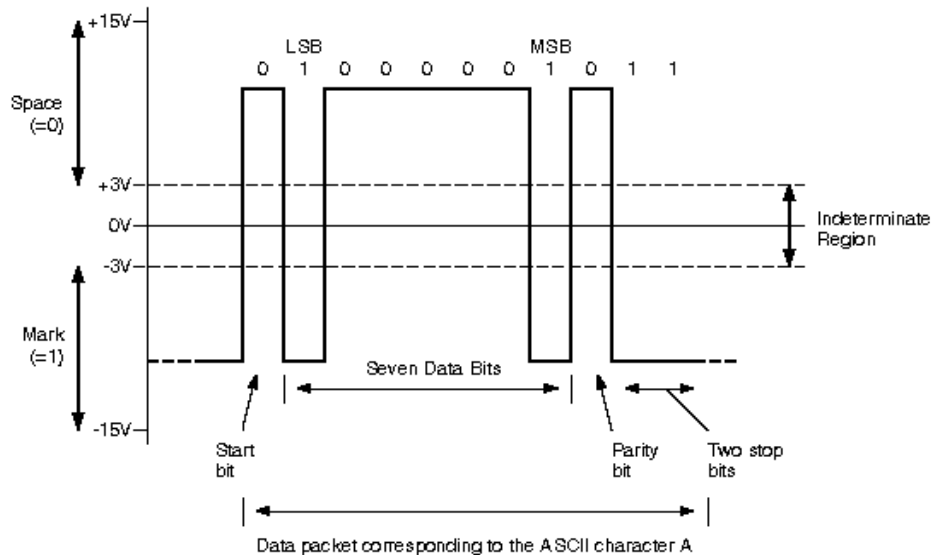 +15V
LSB MSB
0 1 0 0 0 0 0 1 0 1 1
Space
(=0)
+3V
0V
Indeterminate
Region
-3V
Mark
(=1)
Seven Data Bits
-15V
Start
bit
Parity
bit
Two stop
bits
Data packet corresponding to the ASCII character A